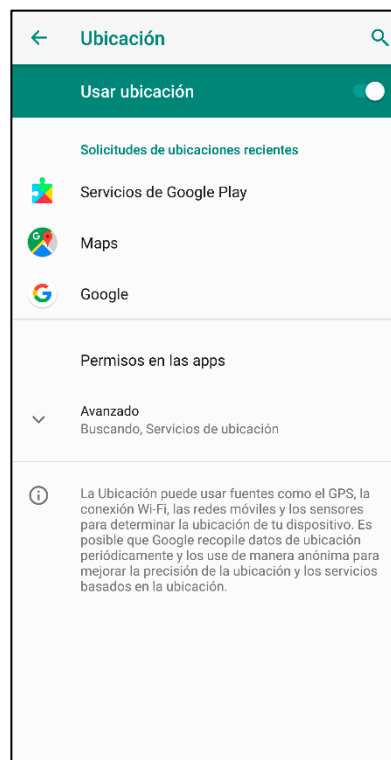 Ubicación
Usar ubicación
Solicitudes de ubicaciones recientes
Servicios de Google Play
Maps
Google
Permisos en las apps
Avanzado
Buscando, Servicios de ubicación
La Ubicación puede usar fuentes como el GPS, la
conexión Wi-Fi, las redes móviles y los sensores
para determinar la ubicación de tu dispositivo. Es
posible que Google recopile datos de ubicación
periódicamente y los use de manera anónima para
mejorar la precisión de la ubicación y los servicios
basados en la ubicación.